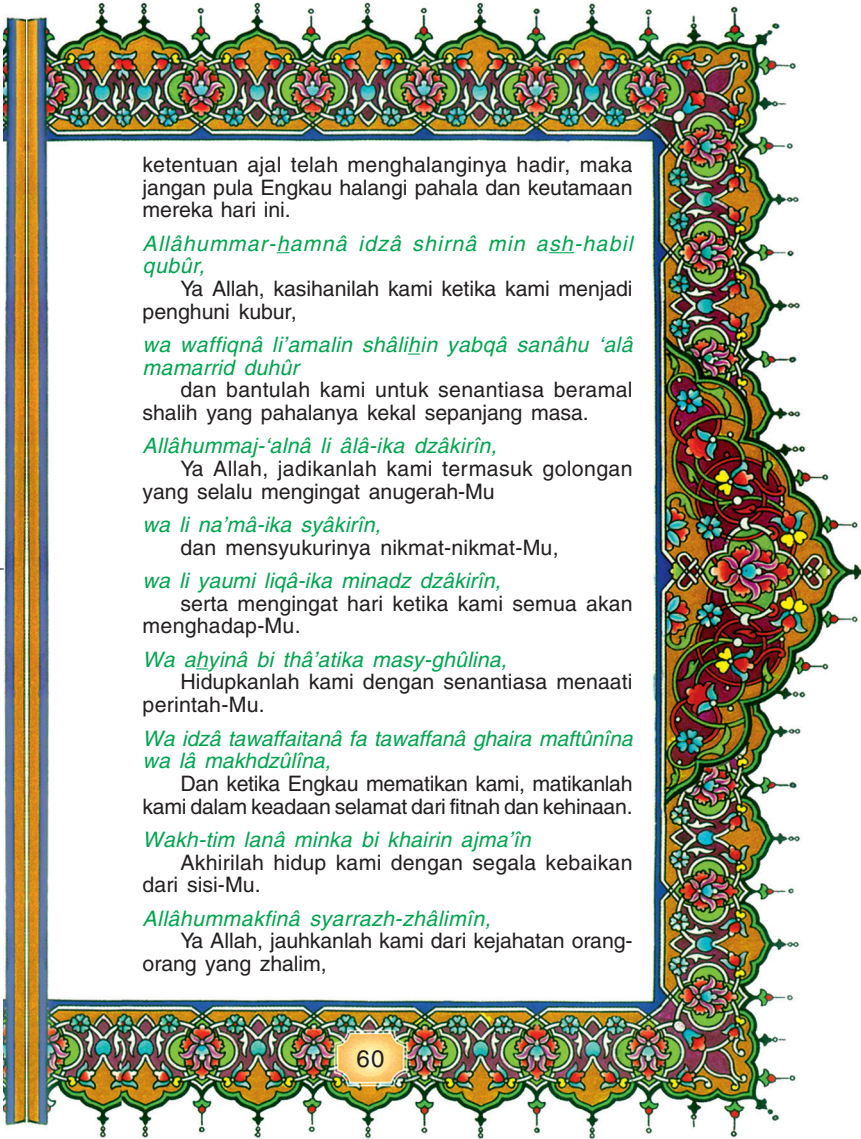 ketentuan ajal telah menghalanginya hadir, maka
jangan pula Engkau halangi pahala dan keutamaan
mereka hari ini.
Allâhummar-hamnâ idzâ shirnâ min ash-habil
qubûr,
Ya Allah, kasihanilah kami ketika kami menjadi
penghuni kubur,
wa waffiqnâ li’amalin shâlihin yabqâ sanâhu ‘alâ
mamarrid duhûr
dan bantulah kami untuk senantiasa beramal
shalih yang pahalanya kekal sepanjang masa.
Allâhummaj-‘alnâ li âlâ-ika dzâkirîn,
Ya Allah, jadikanlah kami termasuk golongan
yang selalu mengingat anugerah-Mu
wa li na’mâ-ika syâkirîn,
dan mensyukurinya nikmat-nikmat-Mu,
wa li yaumi liqâ-ika minadz dzâkirîn,
serta mengingat hari ketika kami semua akan
menghadap-Mu.
Wa ahyinâ bi thâ’atika masy-ghûlina,
Hidupkanlah kami dengan senantiasa menaati
perintah-Mu.
Wa idzâ tawaffaitanâ fa tawaffanâ ghaira maftûnîna
wa lâ makhdzûlîna,
Dan ketika Engkau mematikan kami, matikanlah
kami dalam keadaan selamat dari fitnah dan kehinaan.
Wakh-tim lanâ minka bi khairin ajma’în
Akhirilah hidup kami dengan segala kebaikan
dari sisi-Mu.
Allâhummakfinâ syarrazh-zhâlimîn,
Ya Allah, jauhkanlah kami dari kejahatan orang-
orang yang zhalim,
60